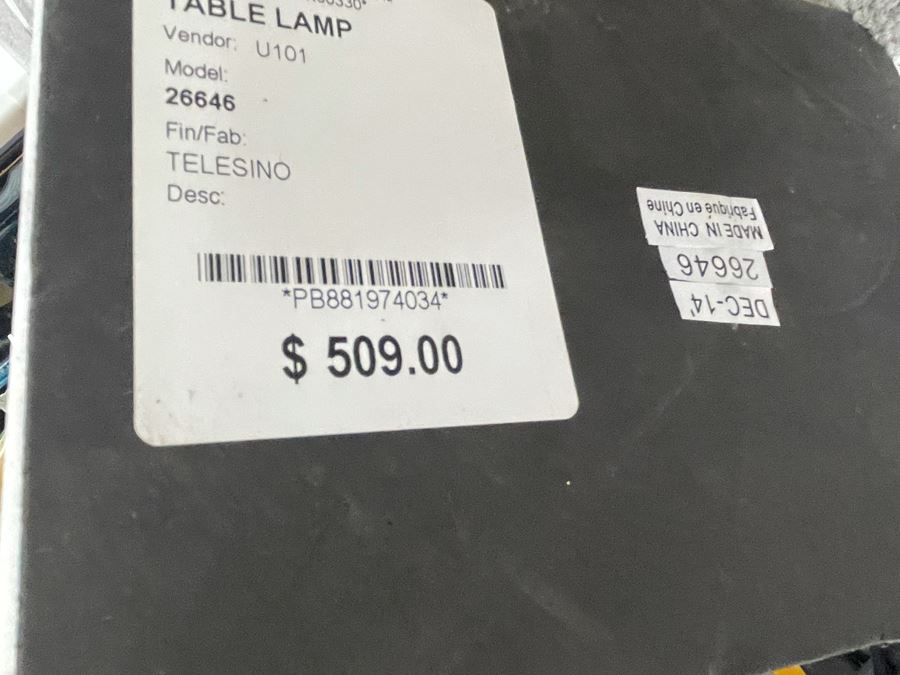 TABLE LAMP
Vendor: U101
Model:
26646
Fin/Fab:
TELESINO
Desc:
*PB881974034*
$ 509.00
MADE IN CHINA
Fabriqué en Chine
26646
DEC-14'